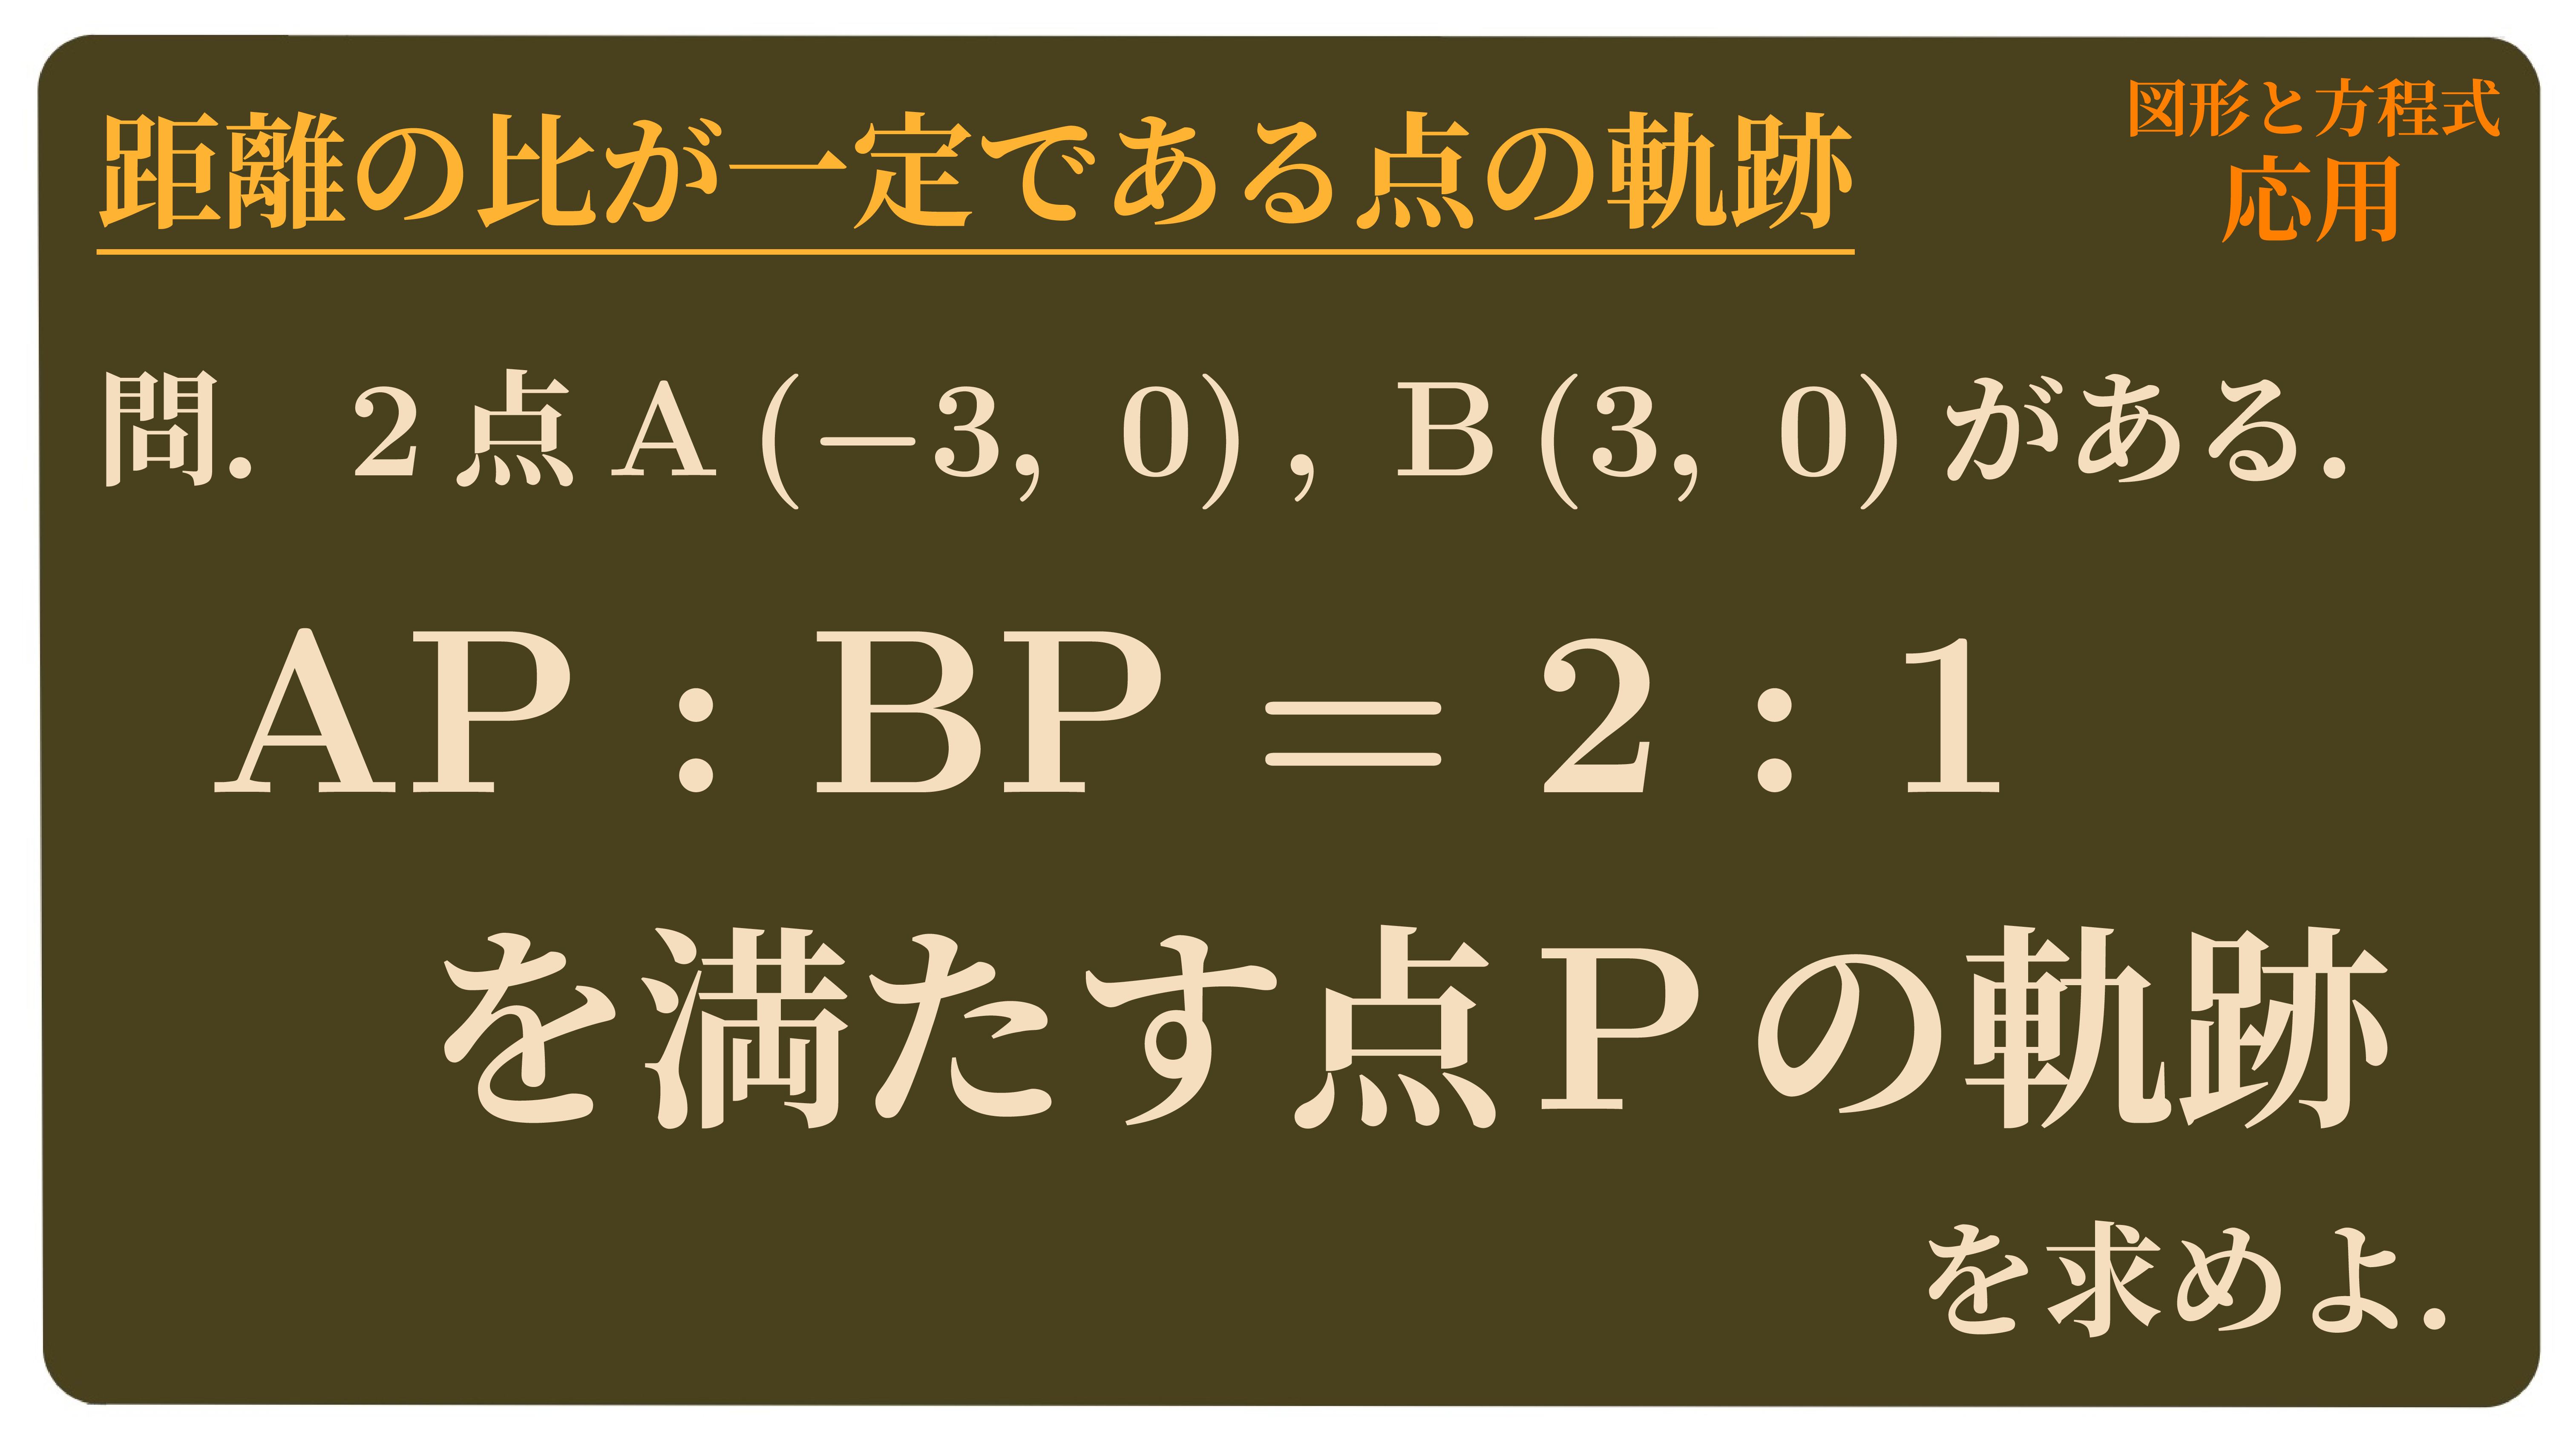 距離の比が一定である点の軌跡
図形と方程式
応用
問. 2点 A (−3, 0) , B (3, 0) がある.
AP : BP = 2 : 1
を満たす点 P の軌跡
を求めよ.